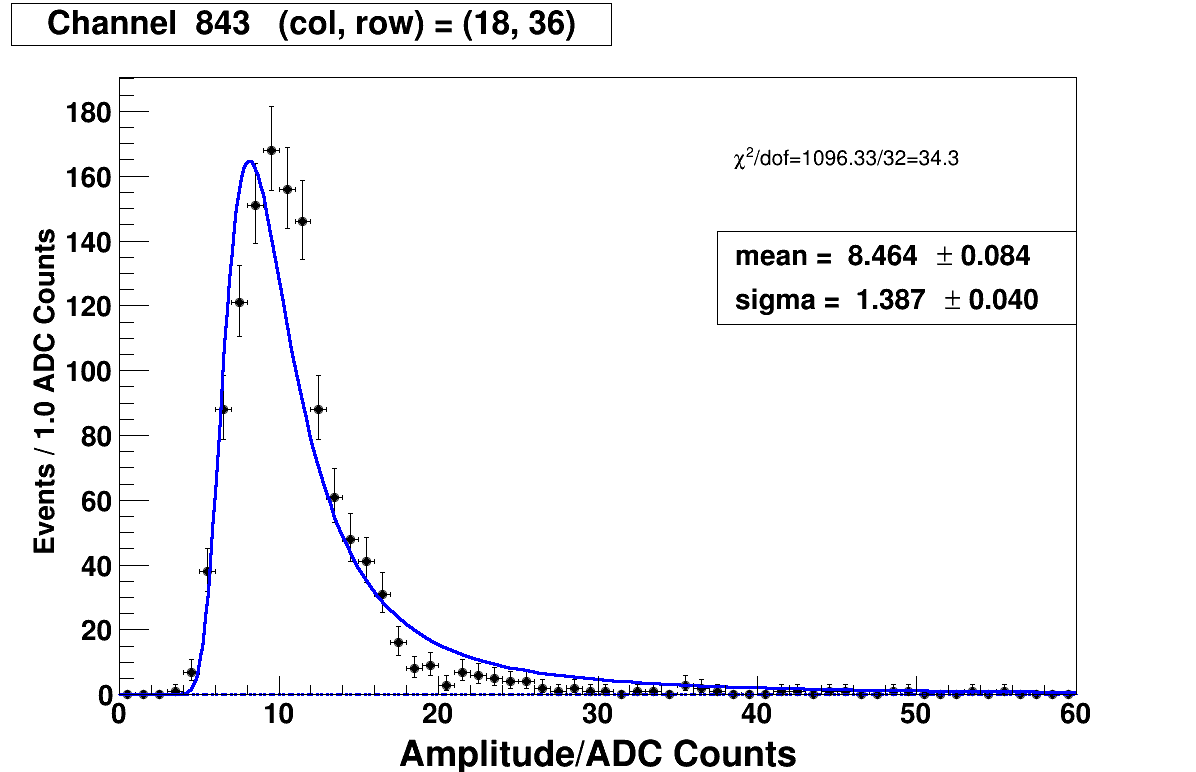 Channel 843 (col, row) = (18, 36)
χ²/dof=1096.33/32=34.3
mean = 8.464 ± 0.084
sigma = 1.387 ± 0.040
Events / 1.0 ADC Counts
180
160
140
120
100
80
60
40
20
0
0 10 20 30 40 50 60
Amplitude/ADC Counts